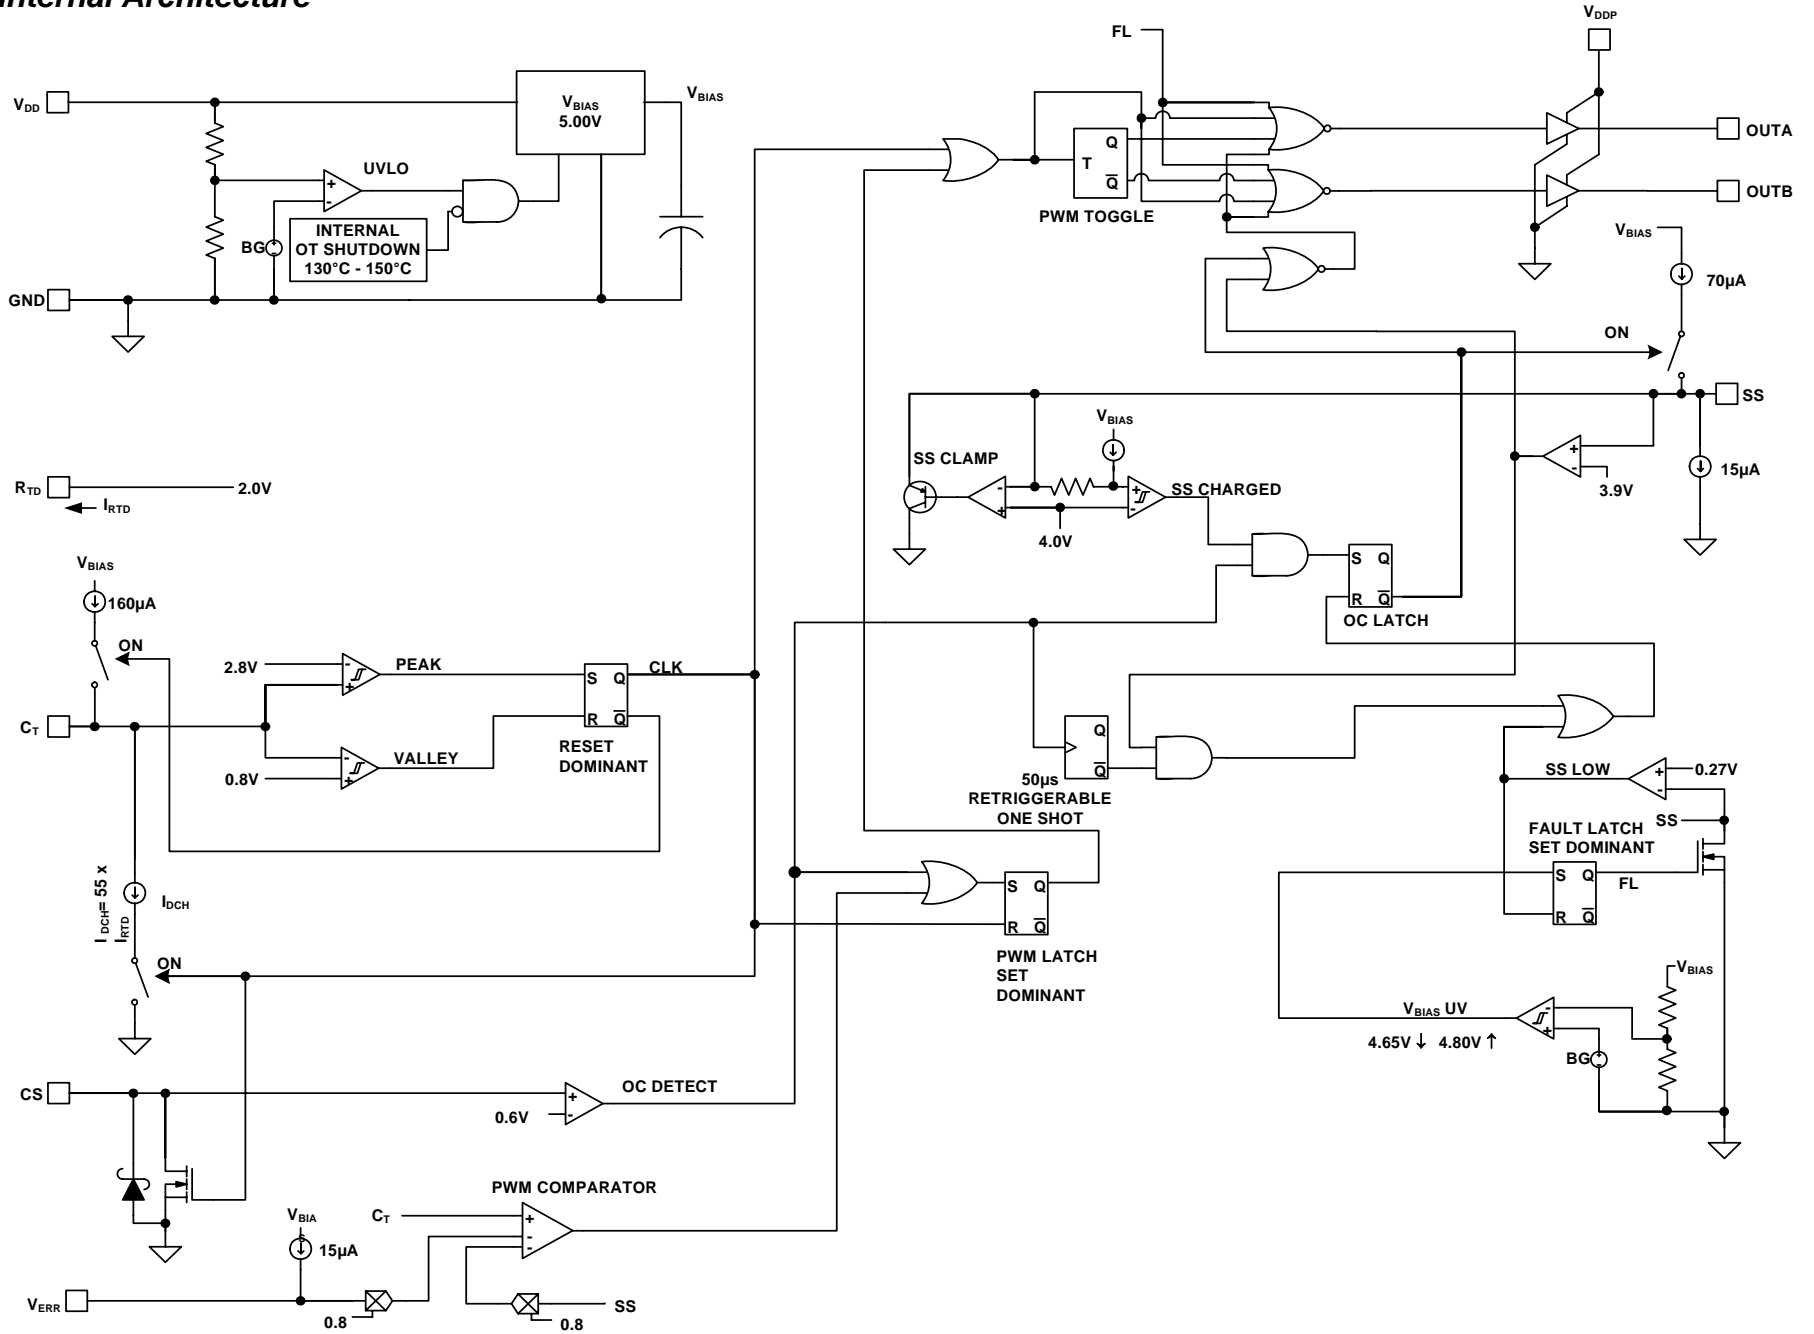 Internal Architecture
VDD
VBIAS
5.00V
VBIAS
UVLO
BG
INTERNAL
OT SHUTDOWN
130°C - 150°C
GND
RTD
2.0V
IRTD
VBIAS
160µA
ON
CT
2.8V
PEAK
0.8V
VALLEY
S Q
R Q
CLK
RESET
DOMINANT
IDCH= 55 x
IRTD
IDCH
ON
CS
0.6V
OC DETECT
PWM COMPARATOR
CT
VBIAS
15µA
VERR
0.8
SS
0.8
FL
VDDP
T
Q
Q
PWM TOGGLE
OUTA
OUTB
VBIAS
70µA
ON
SS
3.9V
15µA
VBIAS
SS CLAMP
SS CHARGED
4.0V
S Q
R Q
OC LATCH
Q
Q
50µs
RETRIGGERABLE
ONE SHOT
S Q
R Q
PWM LATCH
SET
DOMINANT
SS LOW
0.27V
SS
FAULT LATCH
SET DOMINANT
S Q
R Q
FL
VBIAS
VBIAS UV
4.65V ↓ 4.80V ↑
BG